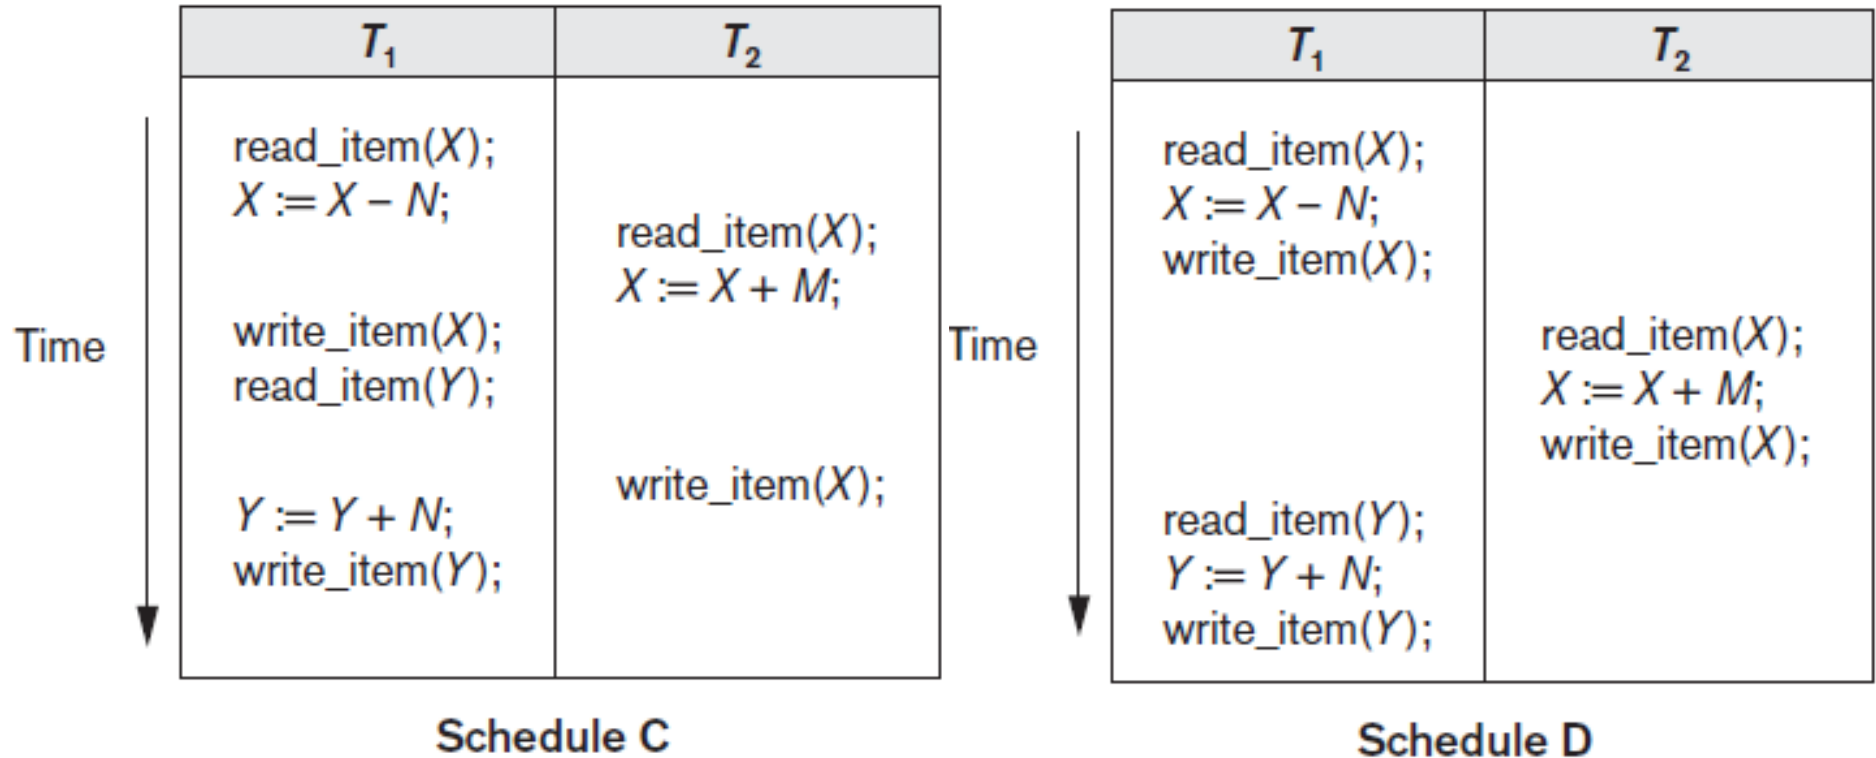 T1 T2
read_item(X);
X := X – N;
read_item(X);
X := X + M;
write_item(X);
read_item(Y);
write_item(X);
Y := Y + N;
write_item(Y);
Time
Schedule C
T1 T2
read_item(X);
X := X – N;
write_item(X);
read_item(X);
X := X + M;
write_item(X);
read_item(Y);
Y := Y + N;
write_item(Y);
Time
Schedule D